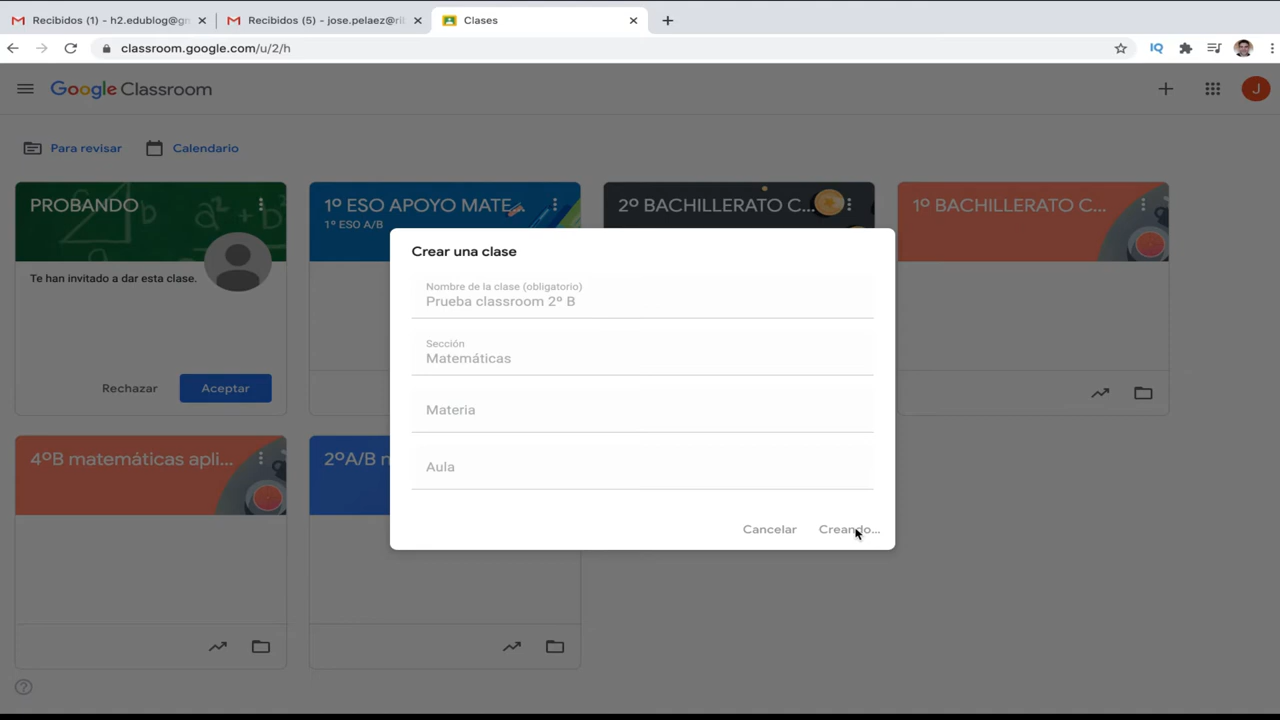 Recibidos (1) - h2.edublog@gm
Recibidos (5) - jose.pelaez@ril
Clases
classroom.google.com/u/2/h
IQ
Google Classroom
J
Para revisar
Calendario
PROBANDO
Te han invitado a dar esta clase.
Rechazar
Aceptar
1º ESO APOYO MATE...
1º ESO A/B
2º BACHILLERATO C...
1º BACHILLERATO C...
Crear una clase
Nombre de la clase (obligatorio)
Prueba classroom 2º B
Sección
Matemáticas
Materia
Aula
Cancelar
Creando...
4ºB matemáticas apli...
2ºA/B